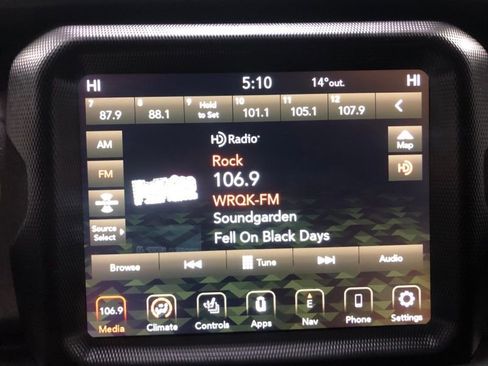 HI 5:10 14°out. HI
7 8 9 Hold to Set 10 11 12
87.9 88.1 101.1 105.1 107.9
AM HD Radio Map
Rock
FM 106.9 HD
WRQK-FM
Source Select Soundgarden
Fell On Black Days
Browse Tune Audio
106.9 E
Media Climate Controls Apps Nav Phone Settings